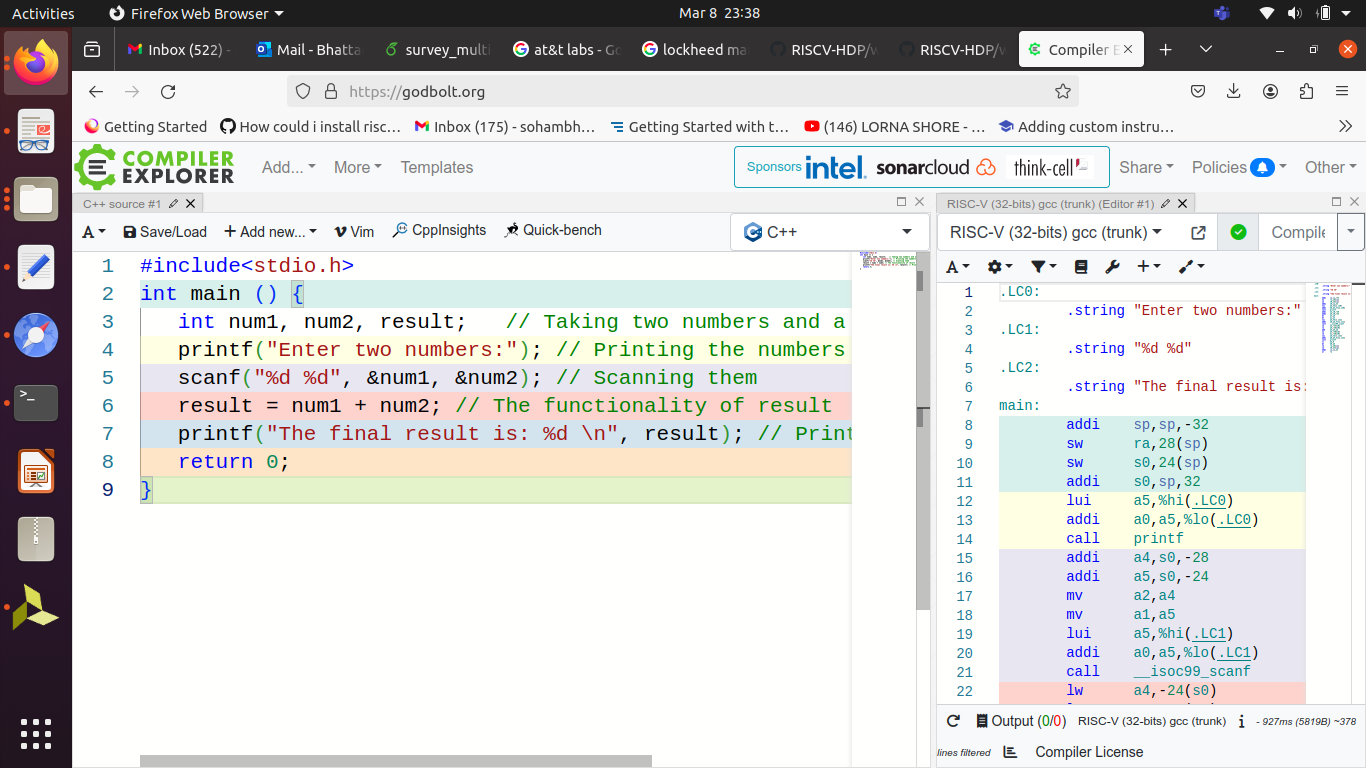 Activities Firefox Web Browser Mar 8 23:38
Inbox (522) - Mail - Bhatta survey_multi at&t labs - Go lockheed ma RISCV-HDP/ RISCV-HDP/ Compiler E
https://godbolt.org
Getting Started How could i install risc… Inbox (175) - sohambh… Getting Started with t… (146) LORNA SHORE - … Adding custom instru…
COMPILER EXPLORER Add... More Templates Sponsors intel. sonarcloud think-cell Share Policies Other
C++ source #1 RISC-V (32-bits) gcc (trunk) (Editor #1)
A Save/Load + Add new... Vim CppInsights Quick-bench C++ RISC-V (32-bits) gcc (trunk) Compile
A
1 #include<stdio.h>
2 int main () {
3 int num1, num2, result; // Taking two numbers and a
4 printf("Enter two numbers:"); // Printing the numbers
5 scanf("%d %d", &num1, &num2); // Scanning them
6 result = num1 + num2; // The functionality of result
7 printf("The final result is: %d \n", result); // Print
8 return 0;
9 }
1 .LC0:
2 .string "Enter two numbers:"
3 .LC1:
4 .string "%d %d"
5 .LC2:
6 .string "The final result is:
7 main:
8 addi sp,sp,-32
9 sw ra,28(sp)
10 sw s0,24(sp)
11 addi s0,sp,32
12 lui a5,%hi(.LC0)
13 addi a0,a5,%lo(.LC0)
14 call printf
15 addi a4,s0,-28
16 addi a5,s0,-24
17 mv a2,a4
18 mv a1,a5
19 lui a5,%hi(.LC1)
20 addi a0,a5,%lo(.LC1)
21 call __isoc99_scanf
22 lw a4,-24(s0)
Output (0/0) RISC-V (32-bits) gcc (trunk) i - 927ms (5819B) ~378
lines filtered Compiler License